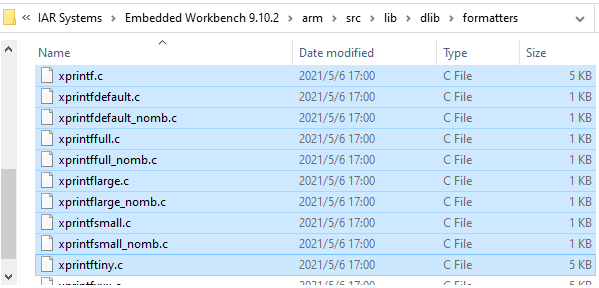 « IAR Systems > Embedded Workbench 9.10.2 > arm > src > lib > dlib > formatters
Name Date modified Type Size
xprintf.c 2021/5/6 17:00 C File 5 KB
xprintfdefault.c 2021/5/6 17:00 C File 1 KB
xprintfdefault_nomb.c 2021/5/6 17:00 C File 1 KB
xprintffull.c 2021/5/6 17:00 C File 1 KB
xprintffull_nomb.c 2021/5/6 17:00 C File 1 KB
xprintflarge.c 2021/5/6 17:00 C File 1 KB
xprintflarge_nomb.c 2021/5/6 17:00 C File 1 KB
xprintfsmall.c 2021/5/6 17:00 C File 1 KB
xprintfsmall_nomb.c 2021/5/6 17:00 C File 1 KB
xprintftiny.c 2021/5/6 17:00 C File 5 KB